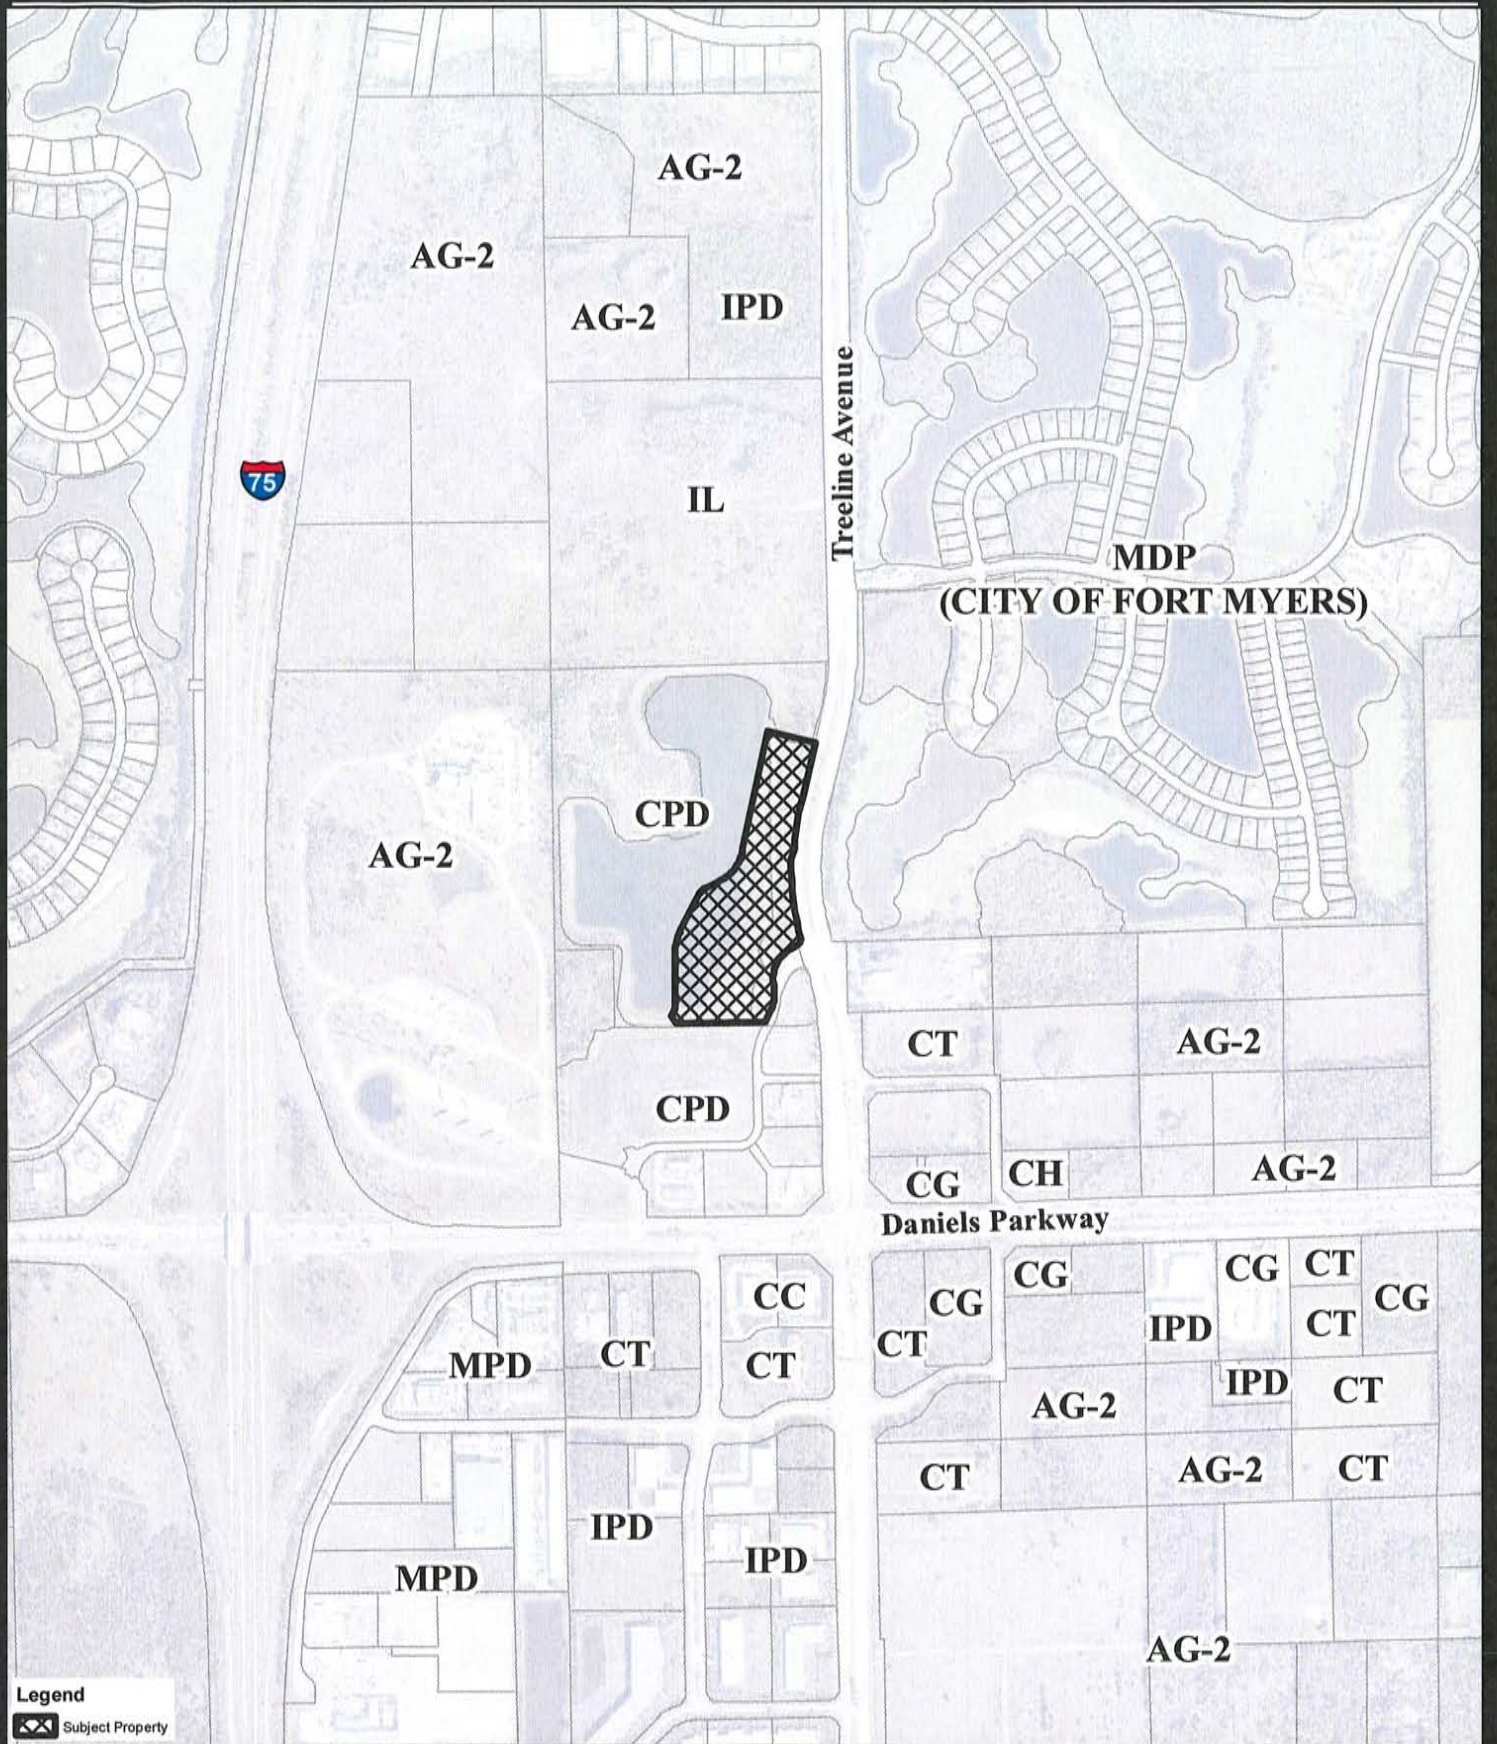 AG-2
AG-2
AG-2
IPD
Treeline Avenue
75
IL
MDP
(CITY OF FORT MYERS)
CPD
AG-2
CT
AG-2
CPD
CG
CH
AG-2
Daniels Parkway
CC
CG
CG
CG
CT
CG
MPD
CT
CT
CT
IPD
CT
IPD
CT
AG-2
CT
AG-2
CT
IPD
IPD
MPD
AG-2
Legend
Subject Property